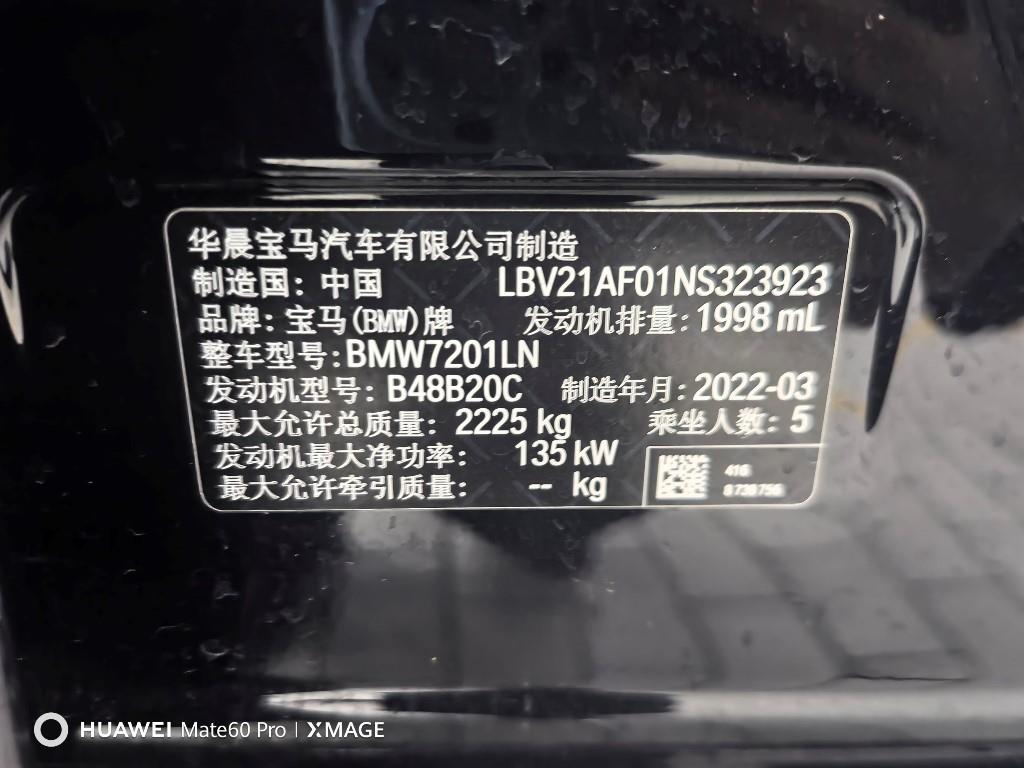 华晨宝马汽车有限公司制造
制造国: 中国 LBV21AF01NS323923
品牌: 宝马(BMW)牌 发动机排量: 1998 mL
整车型号: BMW7201LN
发动机型号: B48B20C 制造年月: 2022-03
最大允许总质量: 2225 kg 乘坐人数: 5
发动机最大净功率: 135 kW
最大允许牵引质量: -- kg
416
8738756
HUAWEI Mate60 Pro | XMAGE